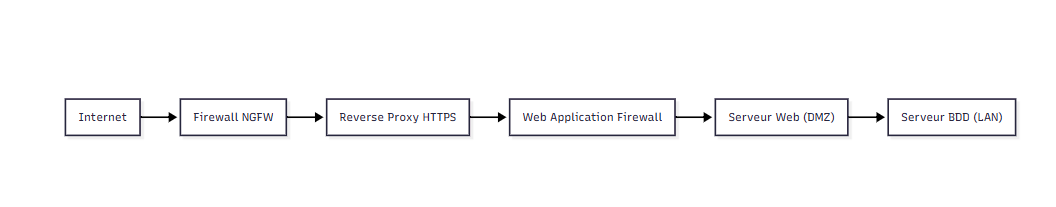 Internet
Firewall NGFW
Reverse Proxy HTTPS
Web Application Firewall
Serveur Web (DMZ)
Serveur BDD (LAN)